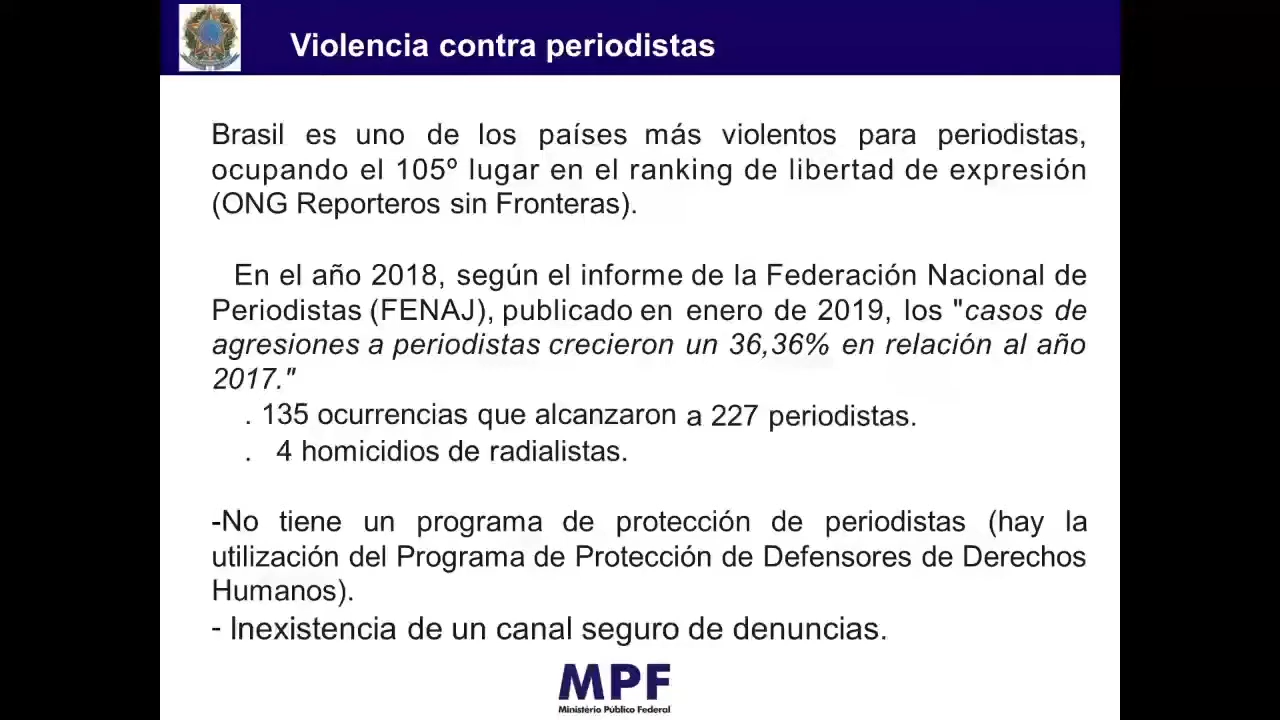 Violencia contra periodistas
Brasil es uno de los países más violentos para periodistas,
ocupando el 105º lugar en el ranking de libertad de expresión
(ONG Reporteros sin Fronteras).
En el año 2018, según el informe de la Federación Nacional de
Periodistas (FENAJ), publicado en enero de 2019, los "casos de
agresiones a periodistas crecieron un 36,36% en relación al año
2017."
. 135 ocurrencias que alcanzaron a 227 periodistas.
. 4 homicidios de radialistas.
-No tiene un programa de protección de periodistas (hay la
utilización del Programa de Protección de Defensores de Derechos
Humanos).
- Inexistencia de un canal seguro de denuncias.
MPF
Ministério Público Federal